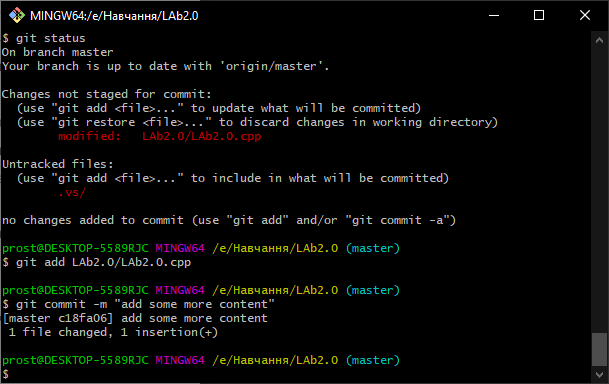 MINGW64:/e/Навчання/LAb2.0
$ git status
On branch master
Your branch is up to date with 'origin/master'.
Changes not staged for commit:
(use "git add <file>..." to update what will be committed)
(use "git restore <file>..." to discard changes in working directory)
modified:   LAb2.0/LAb2.0.cpp
Untracked files:
(use "git add <file>..." to include in what will be committed)
.vs/
no changes added to commit (use "git add" and/or "git commit -a")
prost@DESKTOP-5589RJC MINGW64 /e/Навчання/LAb2.0 (master)
$ git add LAb2.0/LAb2.0.cpp
prost@DESKTOP-5589RJC MINGW64 /e/Навчання/LAb2.0 (master)
$ git commit -m "add some more content"
[master c18fa06] add some more content
1 file changed, 1 insertion(+)
prost@DESKTOP-5589RJC MINGW64 /e/Навчання/LAb2.0 (master)
$